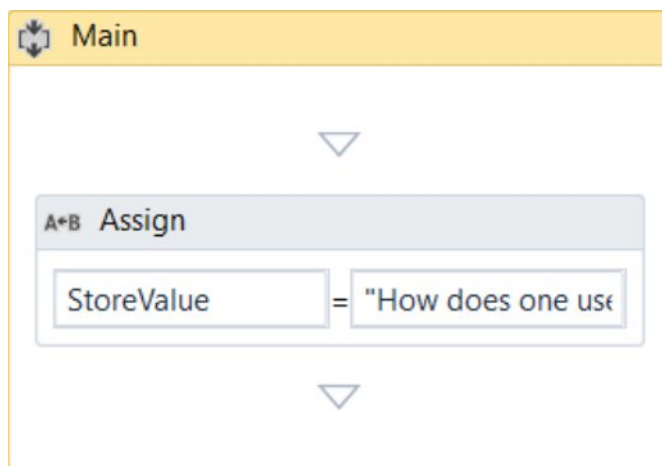 Main
A←B Assign
StoreValue = "How does one use